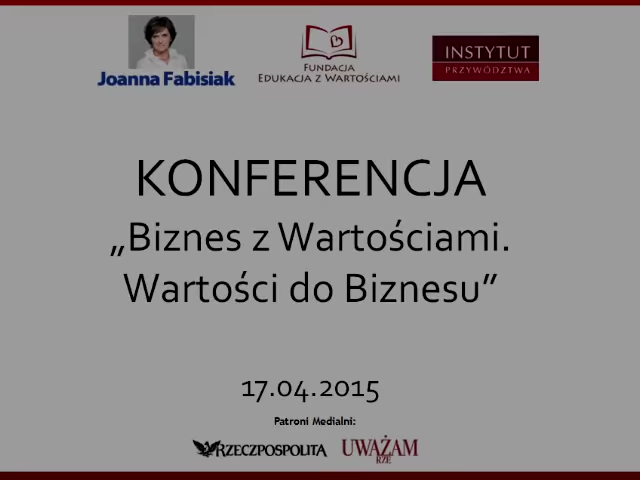 Joanna Fabisiak
FUNDACJA
EDUKACJA Z WARTOŚCIAMI
INSTYTUT
PRZYWÓDZTWA
KONFERENCJA
„Biznes z Wartościami.
Wartości do Biznesu”
17.04.2015
Patroni Medialni:
RZECZPOSPOLITA
UWAŻAM
RZE